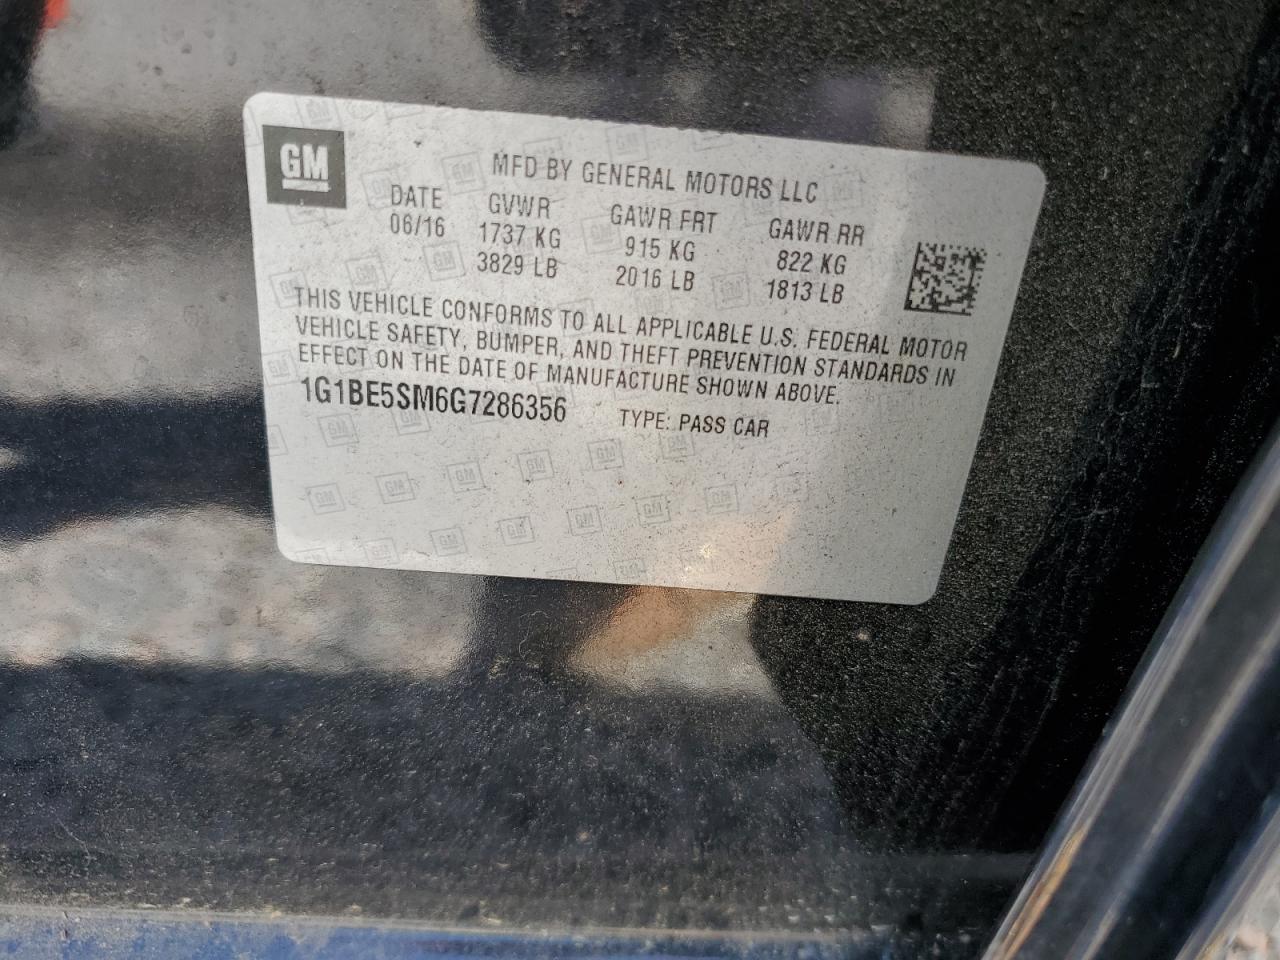 GM
MFD BY GENERAL MOTORS LLC
DATE GVWR GAWR FRT GAWR RR
06/16 1737 KG 915 KG 822 KG
3829 LB 2016 LB 1813 LB
THIS VEHICLE CONFORMS TO ALL APPLICABLE U.S. FEDERAL MOTOR
VEHICLE SAFETY, BUMPER, AND THEFT PREVENTION STANDARDS IN
EFFECT ON THE DATE OF MANUFACTURE SHOWN ABOVE.
1G1BE5SM6G7286356 TYPE: PASS CAR